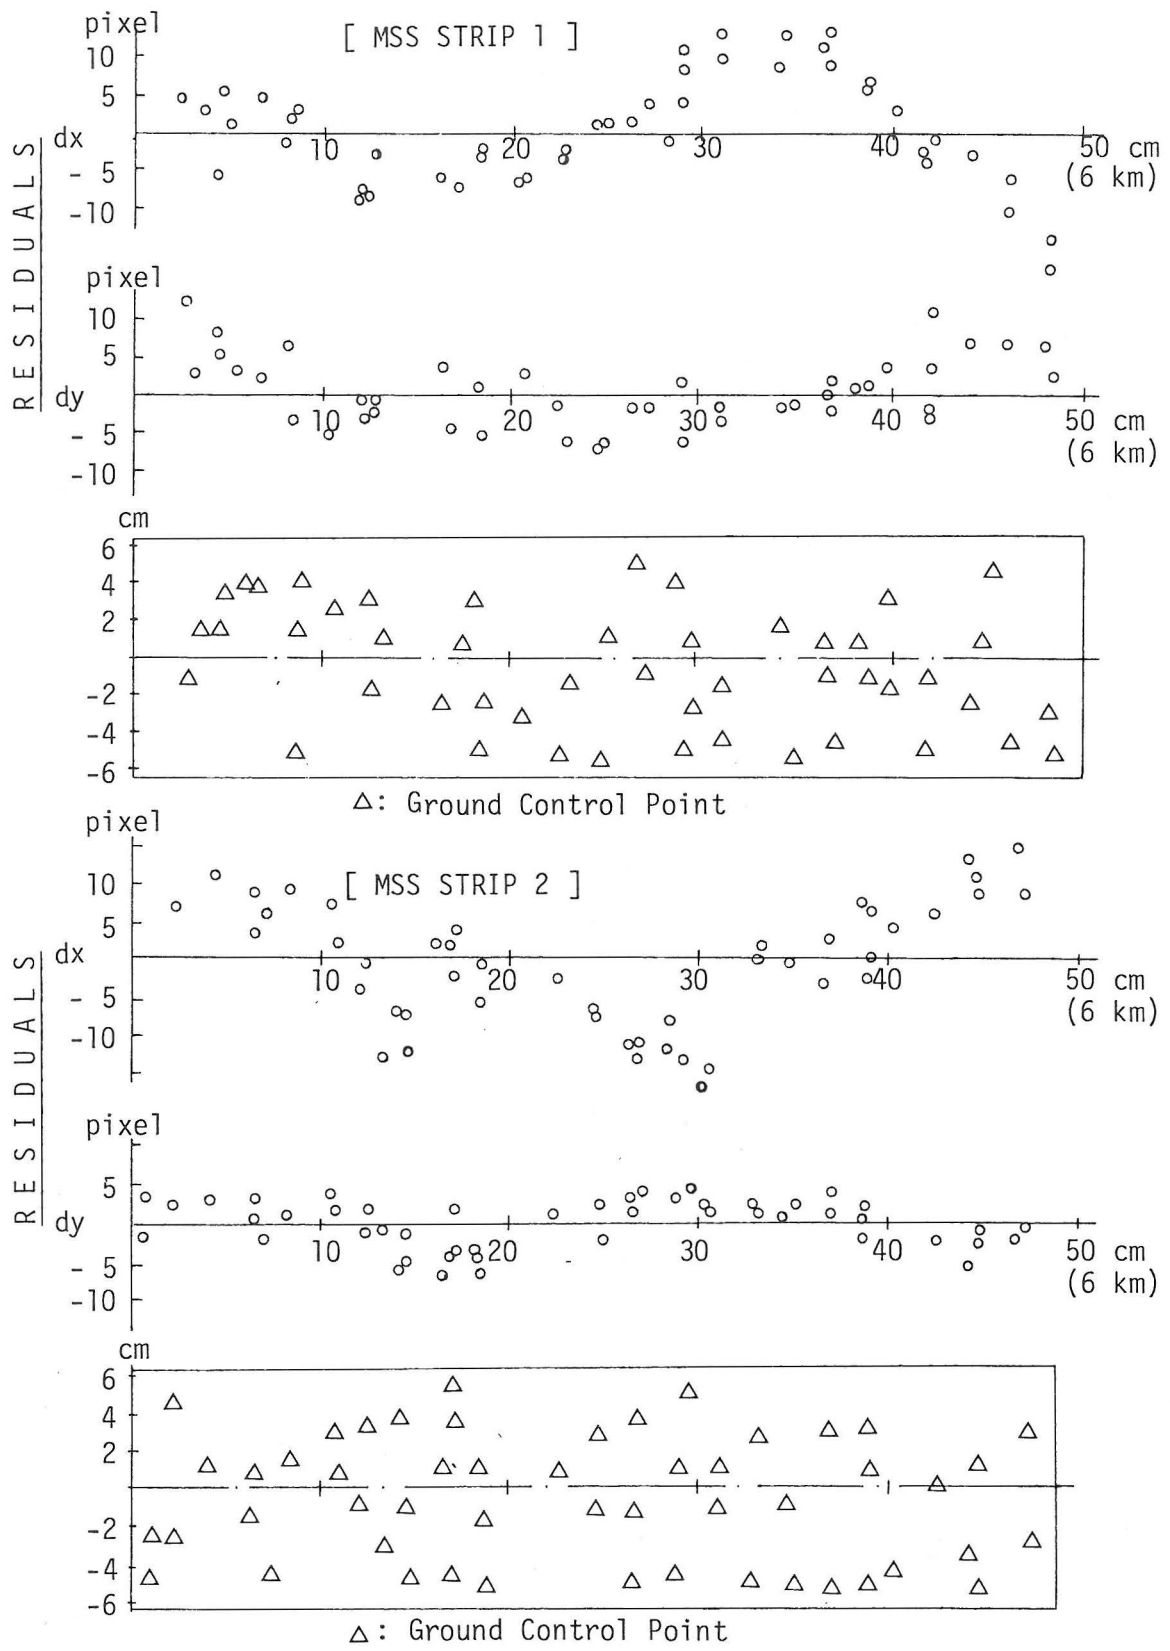 pixel
[ MSS STRIP 1 ]
10
5
dx
10 20 30 40 50 cm
- 5
(6 km)
-10
RESIDUALS
pixel
10
5
dy
10 20 30 40 50 cm
- 5
(6 km)
-10
cm
6
4
2
-2
-4
-6
△: Ground Control Point
pixel
[ MSS STRIP 2 ]
10
5
dx
10 20 30 40 50 cm
- 5
(6 km)
-10
RESIDUALS
pixel
5
dy
10 20 30 40 50 cm
- 5
(6 km)
-10
cm
6
4
2
-2
-4
-6
△: Ground Control Point